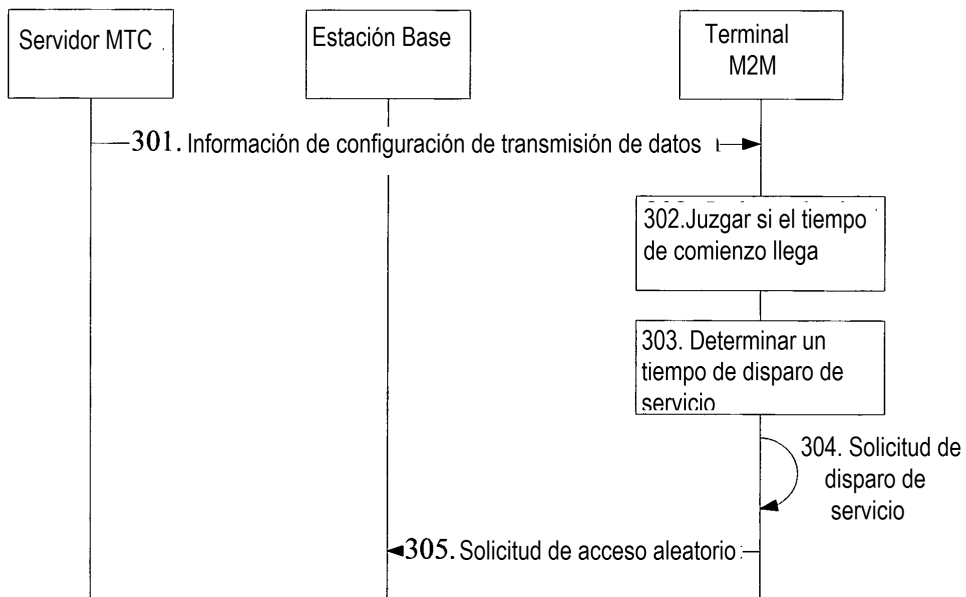 Servidor MTC
Estación Base
Terminal
M2M
301. Información de configuración de transmisión de datos
302.Juzgar si el tiempo
de comienzo llega
303. Determinar un
tiempo de disparo de
servicio
304. Solicitud de
disparo de
servicio
305. Solicitud de acceso aleatorio